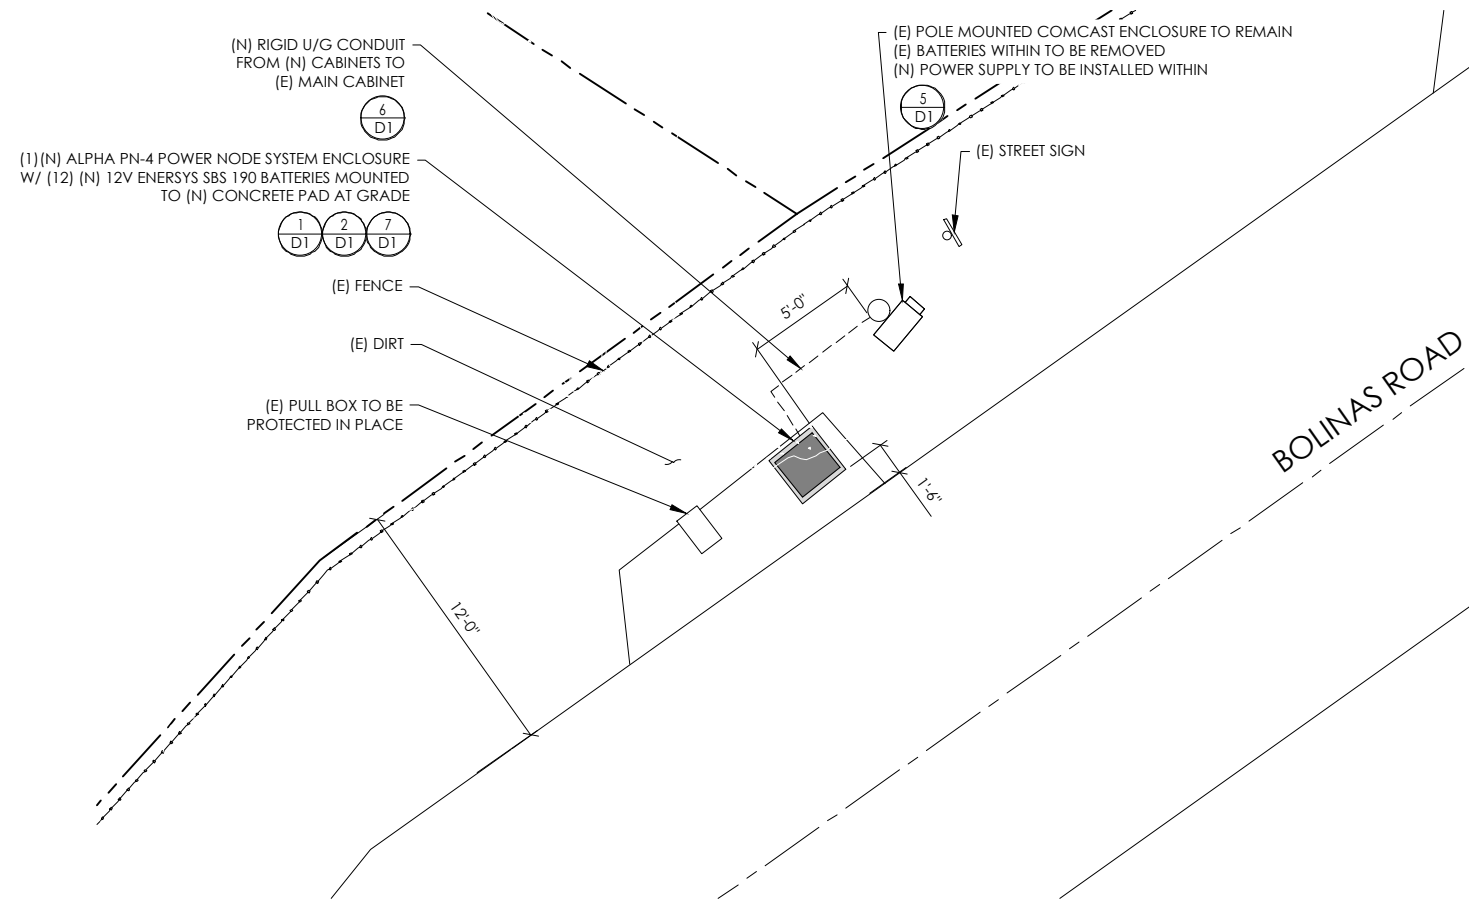 (N) RIGID U/G CONDUIT
FROM (N) CABINETS TO
(E) MAIN CABINET
6
D1
(1)(N) ALPHA PN-4 POWER NODE SYSTEM ENCLOSURE
W/ (12) (N) 12V ENERSYS SBS 190 BATTERIES MOUNTED
TO (N) CONCRETE PAD AT GRADE
1 2 7
D1 D1 D1
(E) FENCE
(E) DIRT
(E) PULL BOX TO BE
PROTECTED IN PLACE
(E) POLE MOUNTED COMCAST ENCLOSURE TO REMAIN
(E) BATTERIES WITHIN TO BE REMOVED
(N) POWER SUPPLY TO BE INSTALLED WITHIN
5
D1
(E) STREET SIGN
5'-0"
1'-6"
12'-0"
BOLINAS ROAD